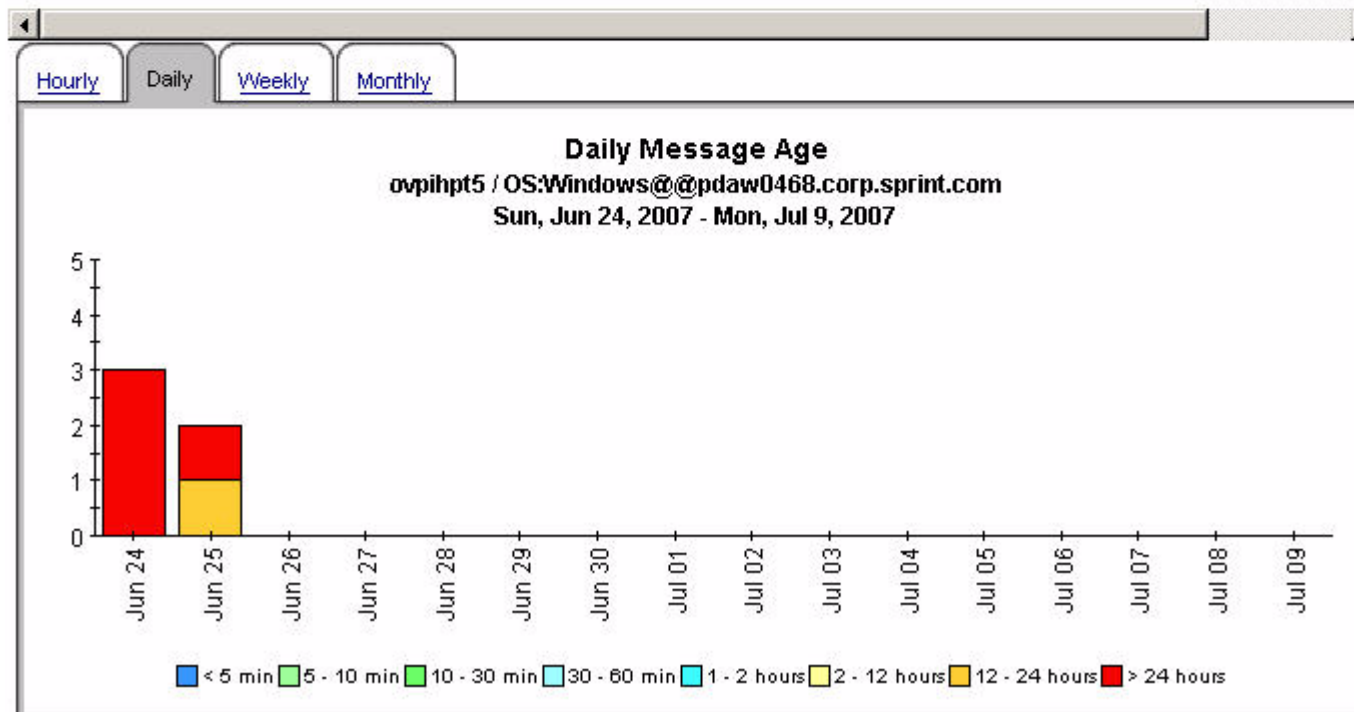 Hourly Daily Weekly Monthly
Daily Message Age
ovpihpt5 / OS:Windows@@pdaw0468.corp.sprint.com
Sun, Jun 24, 2007 - Mon, Jul 9, 2007
5
4
3
2
1
0
Jun 24 Jun 25 Jun 26 Jun 27 Jun 28 Jun 29 Jun 30 Jul 01 Jul 02 Jul 03 Jul 04 Jul 05 Jul 06 Jul 07 Jul 08 Jul 09
< 5 min 5 - 10 min 10 - 30 min 30 - 60 min 1 - 2 hours 2 - 12 hours 12 - 24 hours > 24 hours